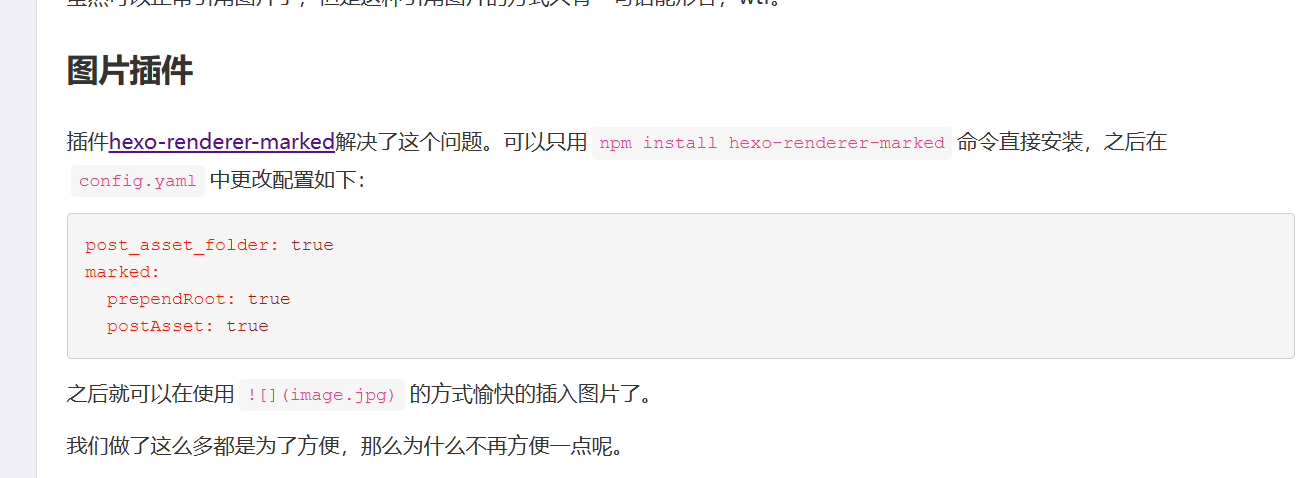 图片插件
插件hexo-renderer-marked解决了这个问题。可以只用 npm install hexo-renderer-marked 命令直接安装，之后在
config.yaml 中更改配置如下：
post_asset_folder: true
marked:
  prependRoot: true
  postAsset: true
之后就可以在使用 ![](image.jpg) 的方式愉快的插入图片了。
我们做了这么多都是为了方便，那么为什么不再方便一点呢。